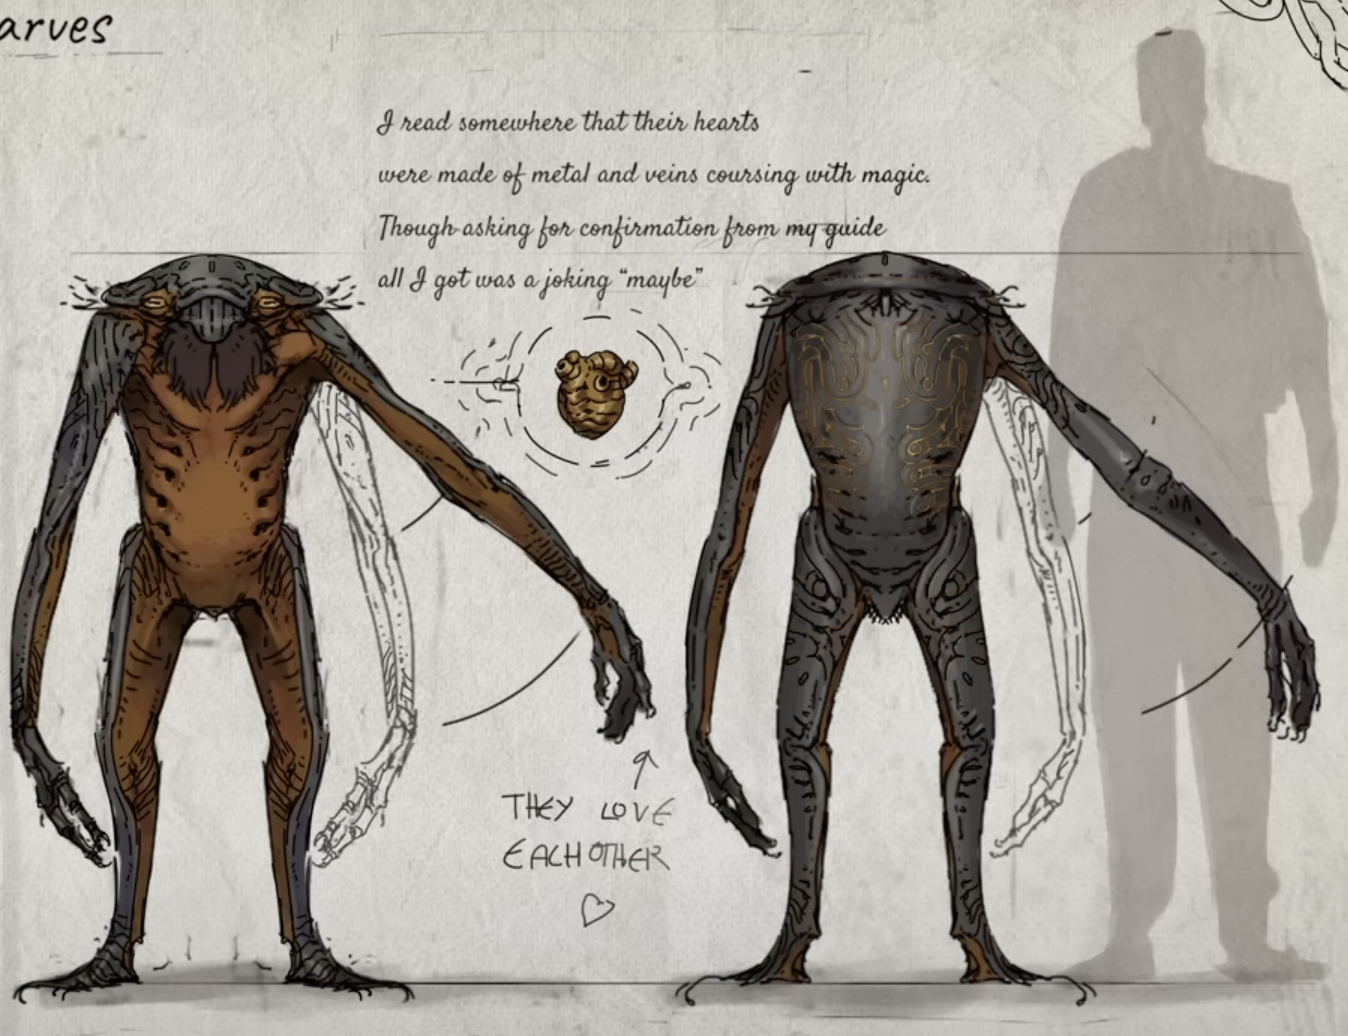 arves
I read somewhere that their hearts
were made of metal and veins coursing with magic.
Though asking for confirmation from my guide
all I got was a joking “maybe”
THEY LOVE
EACH OTHER